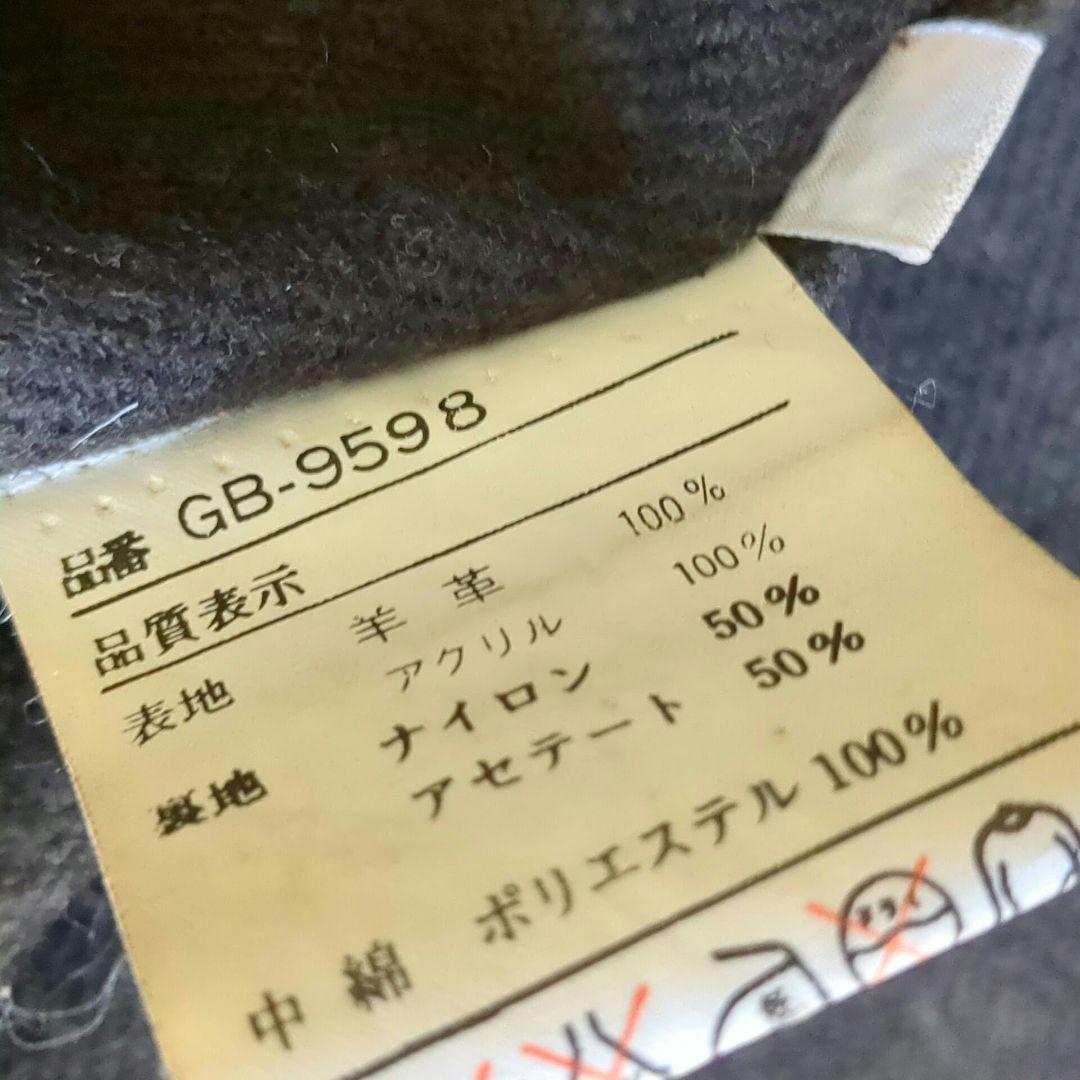 品番 GB-9598
品質表示
表地 羊革 100%
アクリル 100%
裏地 ナイロン 50%
アセテート 50%
中綿 ポリエステル 100%